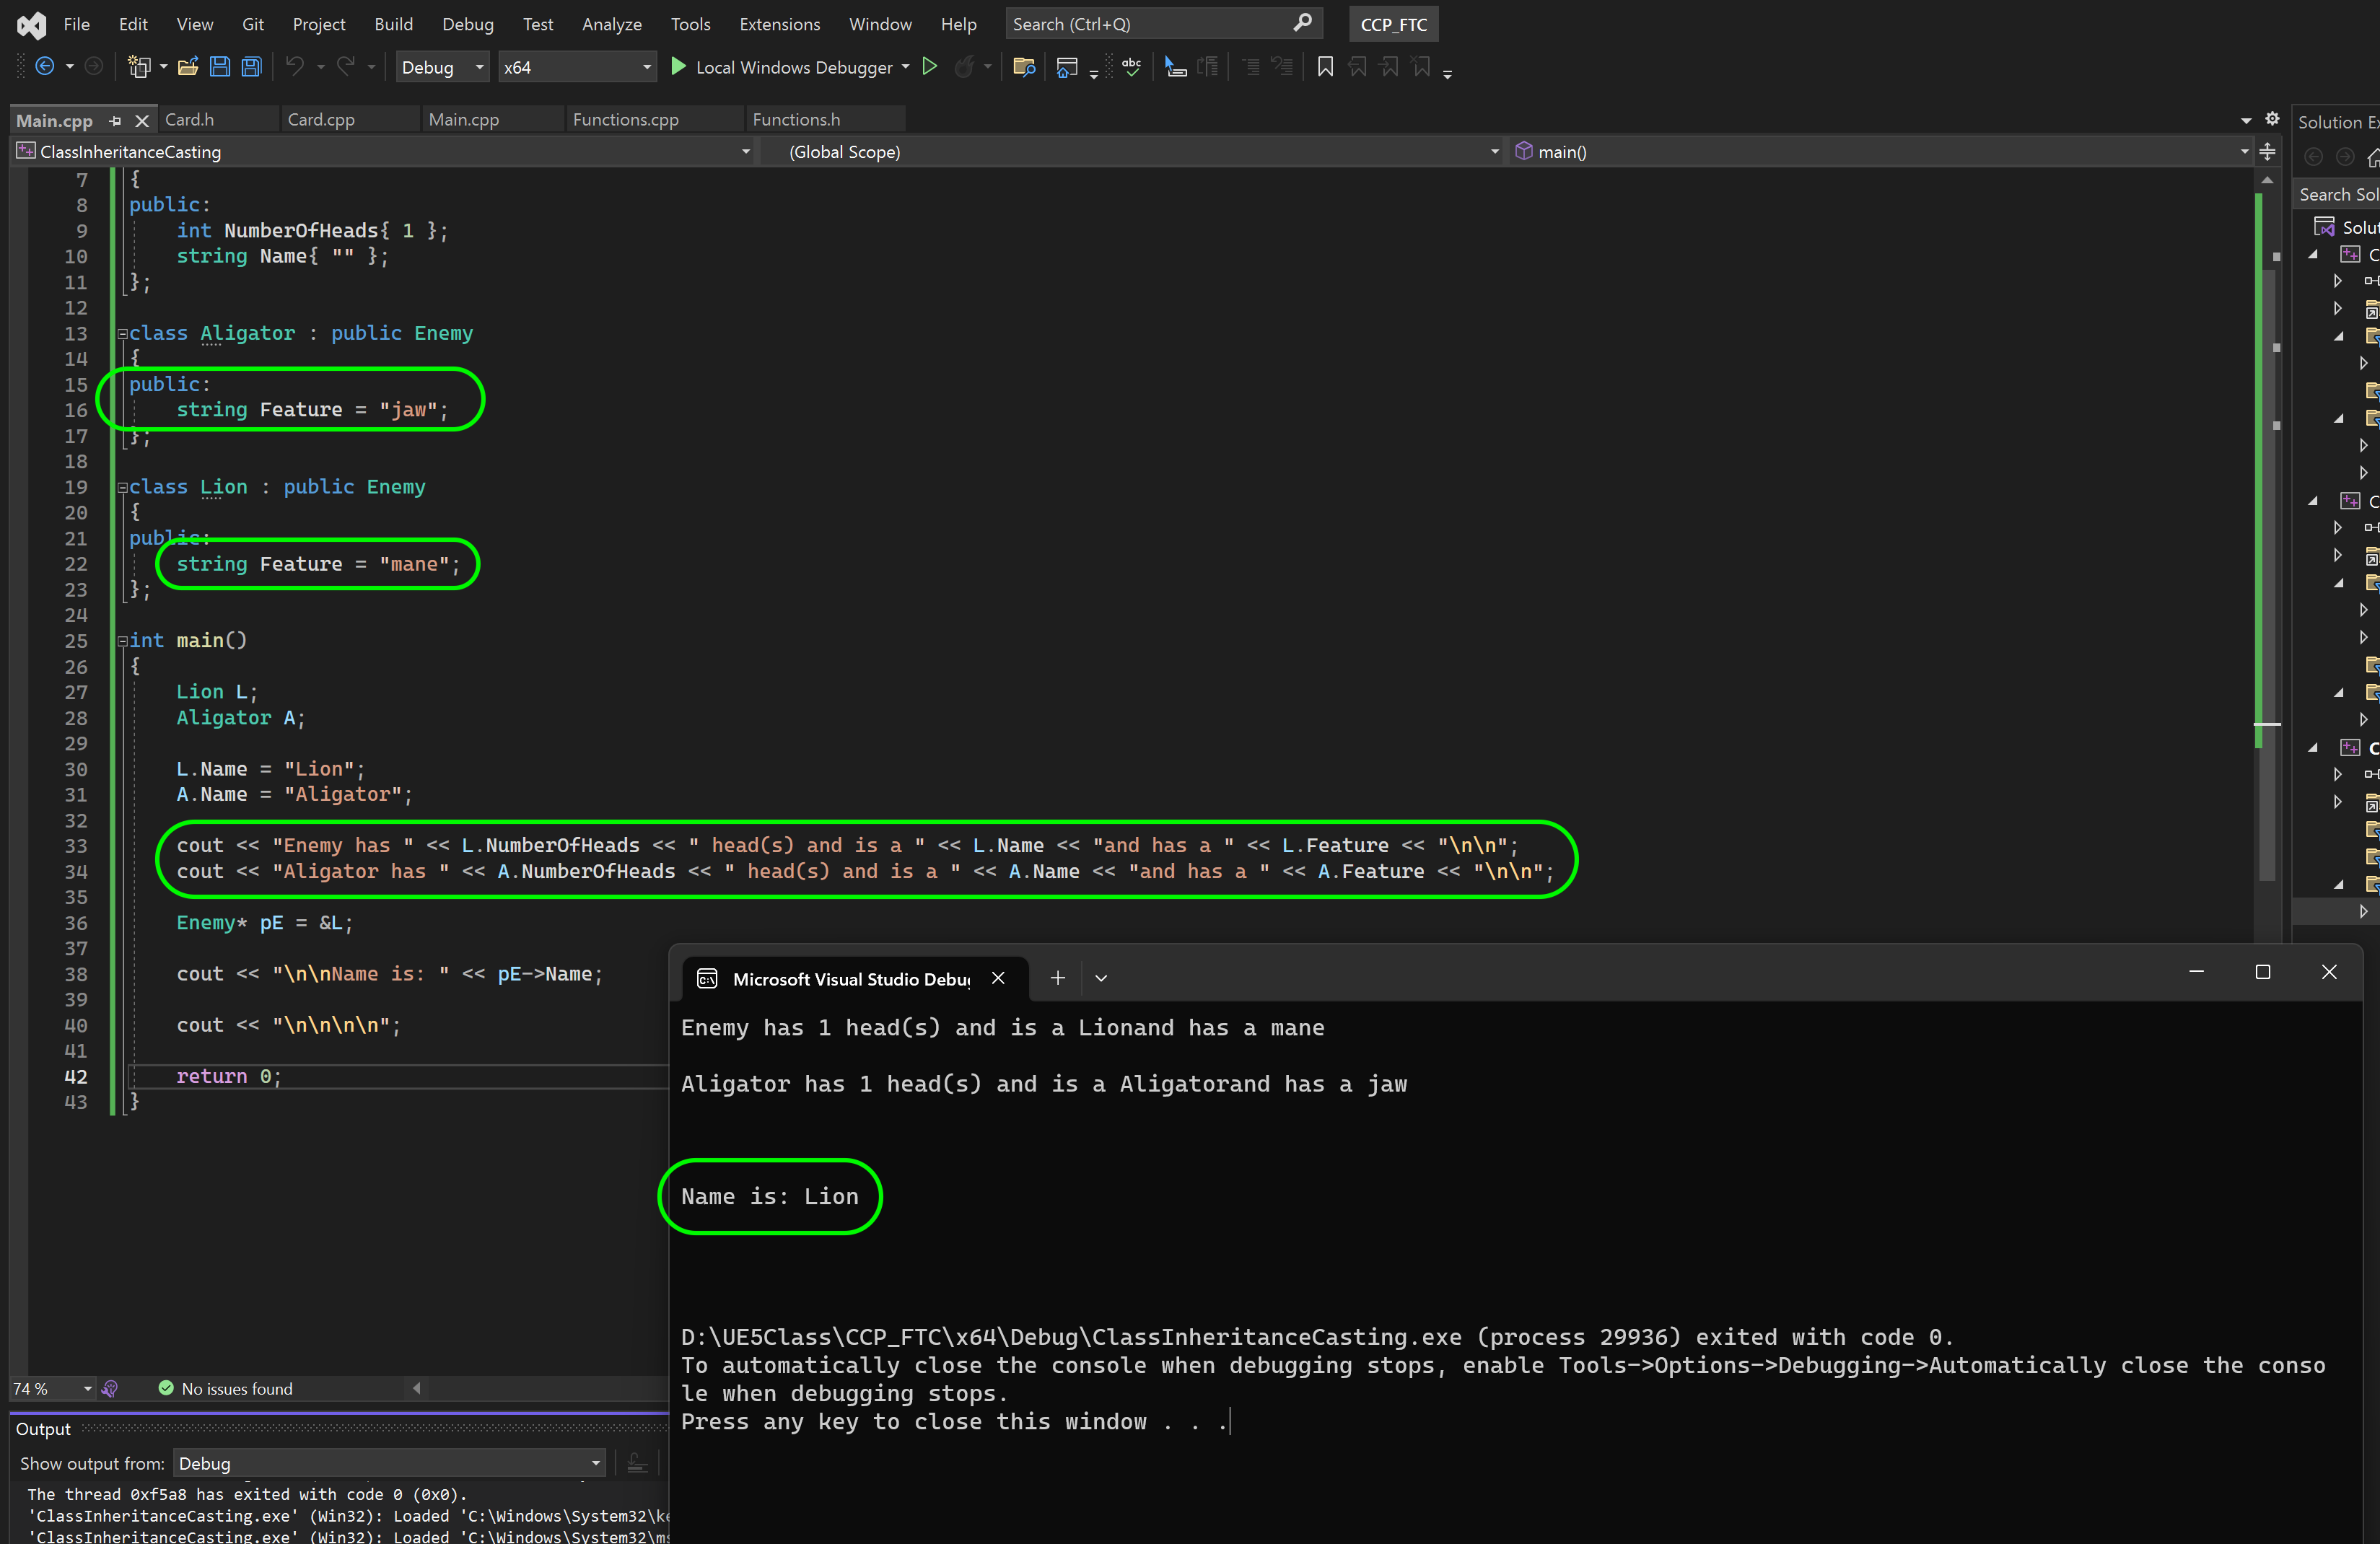 File Edit View Git Project Build Debug Test Analyze Tools Extensions Window Help Search (Ctrl+Q) CCP_FTC
Debug x64 Local Windows Debugger
Main.cpp Card.h Card.cpp Main.cpp Functions.cpp Functions.h
ClassInheritanceCasting (Global Scope) main()
7 {
8 public:
9 int NumberOfHeads{ 1 };
10 string Name{ "" };
11 };
12
13 class Aligator : public Enemy
14 {
15 public:
16 string Feature = "jaw";
17 };
18
19 class Lion : public Enemy
20 {
21 public:
22 string Feature = "mane";
23 };
24
25 int main()
26 {
27 Lion L;
28 Aligator A;
29
30 L.Name = "Lion";
31 A.Name = "Aligator";
32
33 cout << "Enemy has " << L.NumberOfHeads << " head(s) and is a " << L.Name << "and has a " << L.Feature << "\n\n";
34 cout << "Aligator has " << A.NumberOfHeads << " head(s) and is a " << A.Name << "and has a " << A.Feature << "\n\n";
35
36 Enemy* pE = &L;
37
38 cout << "\n\nName is: " << pE->Name;
39
40 cout << "\n\n\n\n";
41
42 return 0;
43 }
74 % No issues found
Output
Show output from: Debug
The thread 0xf5a8 has exited with code 0 (0x0).
'ClassInheritanceCasting.exe' (Win32): Loaded 'C:\Windows\System32\ke
'ClassInheritanceCasting.exe' (Win32): Loaded 'C:\Windows\System32\ms
Microsoft Visual Studio Debu
Enemy has 1 head(s) and is a Lionand has a mane
Aligator has 1 head(s) and is a Aligatorand has a jaw
Name is: Lion
D:\UE5Class\CCP_FTC\x64\Debug\ClassInheritanceCasting.exe (process 29936) exited with code 0.
To automatically close the console when debugging stops, enable Tools->Options->Debugging->Automatically close the conso
le when debugging stops.
Press any key to close this window . . .
Solution Ex
Search Sol
Solut
C
C
C